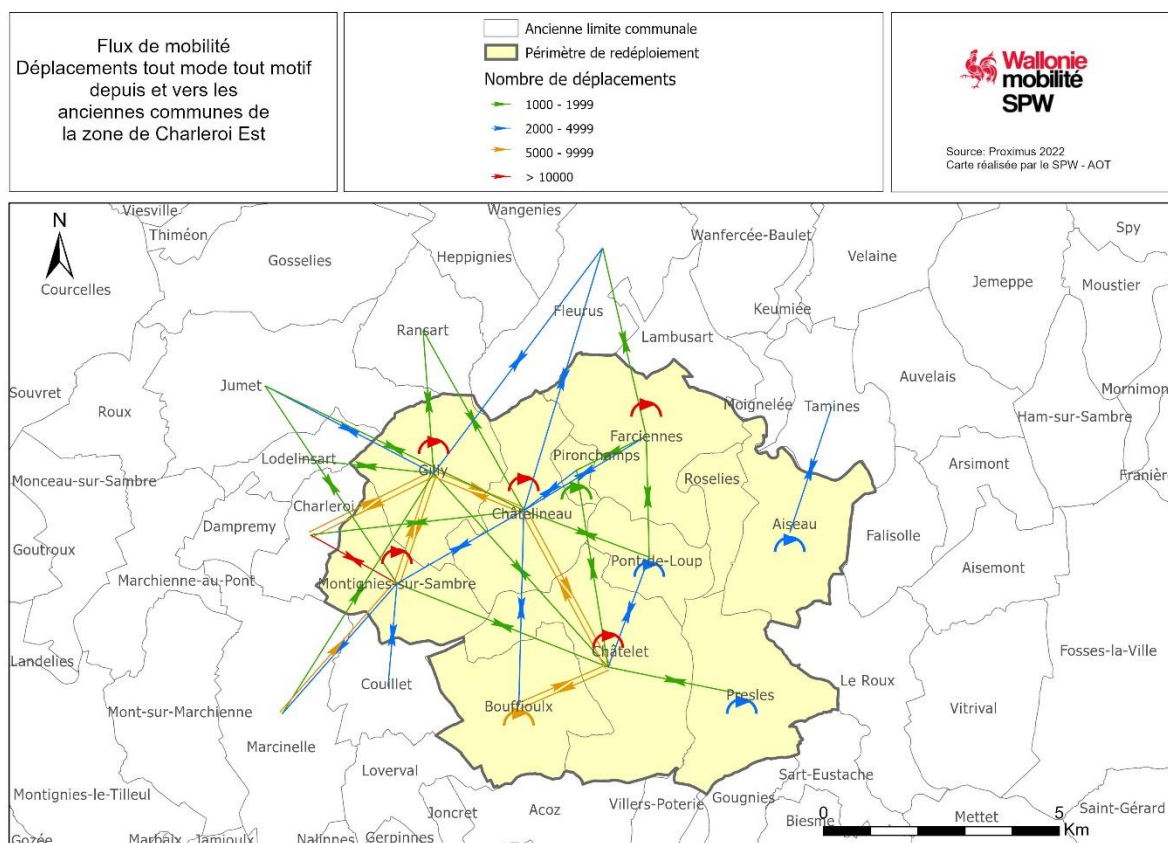 Flux de mobilité
Déplacements tout mode tout motif
depuis et vers les
anciennes communes de
la zone de Charleroi Est
Ancienne limite communale
Périmètre de redéploiement
Nombre de déplacements
1000 - 1999
2000 - 4999
5000 - 9999
> 10000
Wallonie
mobilité
SPW
Source: Proximus 2022
Carte réalisée par le SPW - AOT
N
Viesville
Wangenies
Thiméon
Wanfercée-Baulet
Spy
Gosselies
Heppignies
Velaine
Courcelles
Jemeppe
Moustier
Keumiée
Fleurus
Ransart
Lambusart
Jumet
Auvelais
Souvret
Roux
Mornimon
Moignelée
Tamines
Ham-sur-Sambre
Farciennes
Pironchamps
Lodelinsart
Gilly
Arsimont
Monceau-sur-Sambre
Roselies
Franière
Charleroi
Châtelineau
Dampremy
Aiseau
Falisolle
Goutroux
Pont-de-Loup
Aisemont
Marchienne-au-Pont
Montignies-sur-Sambre
Châtelet
Fosses-la-Ville
Landelies
Le Roux
Couillet
Presles
Bouffioulx
Mont-sur-Marchienne
Vitrival
Marcinelle
Loverval
Sart-Eustache
Montigny-le-Tilleul
Villers-Poterie
Gougnies
Joncret
Acoz
0
5
Saint-Gérard
Biesme
Mettet
Km
Gozée
Marbaix
Jamioulx
Nalinnes
Gerpinnes